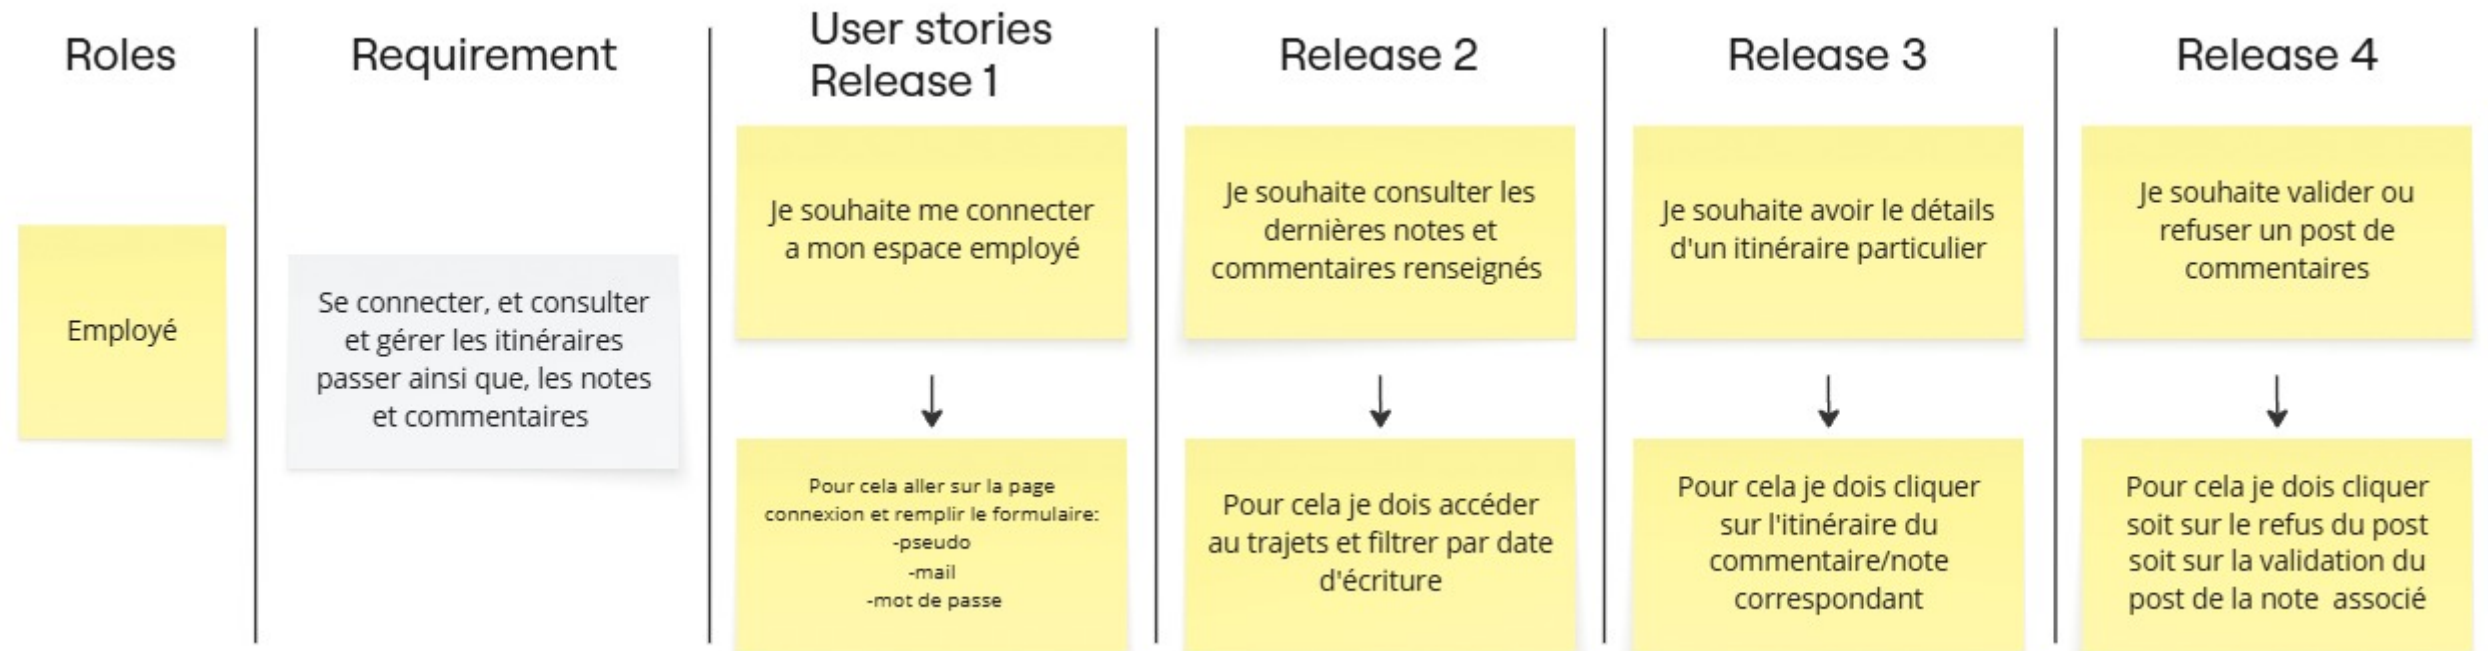 Roles
Requirement
User stories
Release 1
Release 2
Release 3
Release 4
Employé
Se connecter, et consulter
et gérer les itinéraires
passer ainsi que, les notes
et commentaires
Je souhaite me connecter
a mon espace employé
Pour cela aller sur la page
connexion et remplir le formulaire:
-pseudo
-mail
-mot de passe
Je souhaite consulter les
dernières notes et
commentaires renseignés
Pour cela je dois accéder
au trajets et filtrer par date
d'écriture
Je souhaite avoir le détails
d'un itinéraire particulier
Pour cela je dois cliquer
sur l'itinéraire du
commentaire/note
correspondant
Je souhaite valider ou
refuser un post de
commentaires
Pour cela je dois cliquer
soit sur le refus du post
soit sur la validation du
post de la note  associé